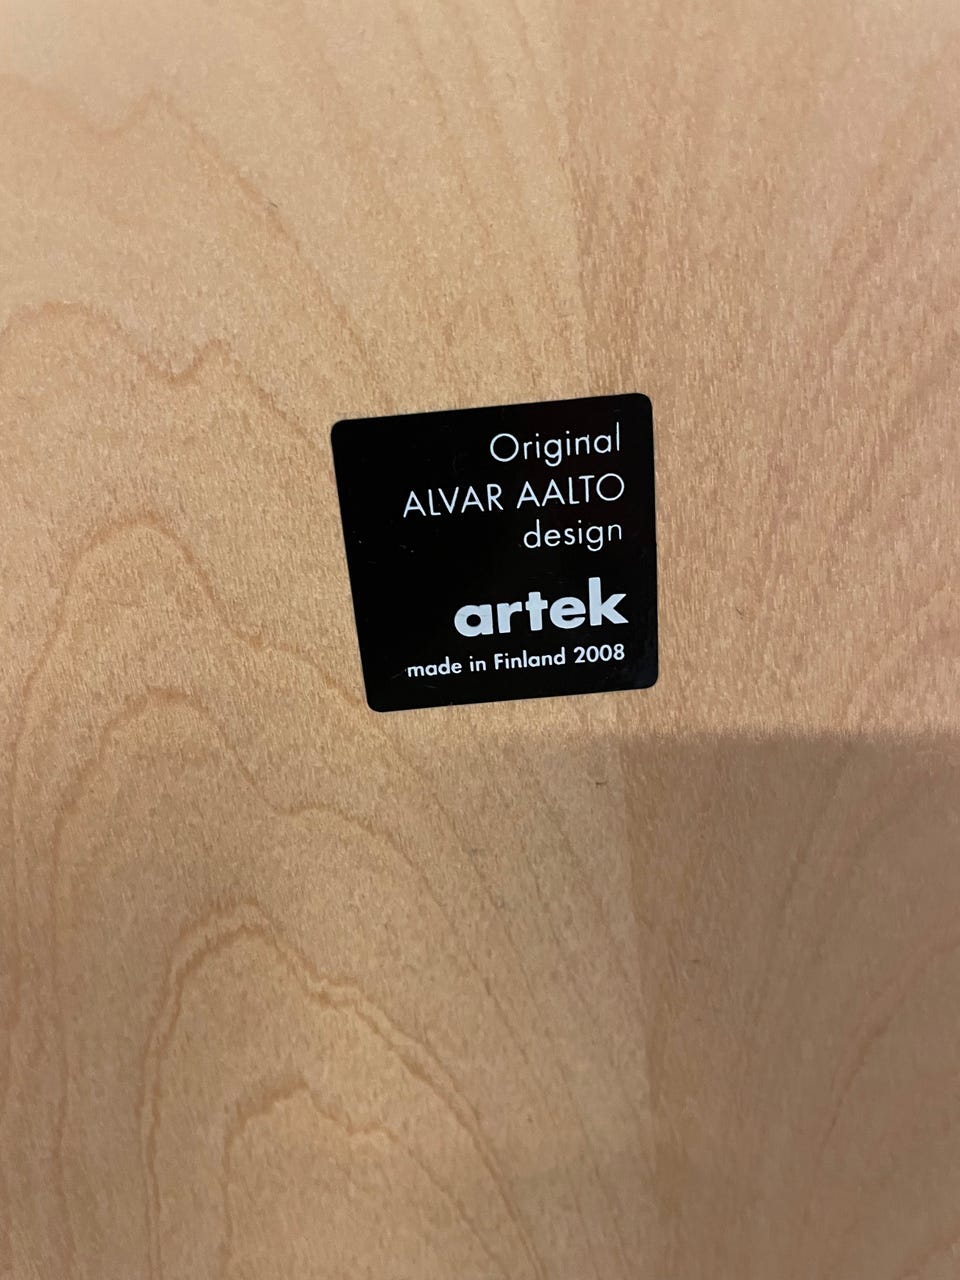 Original
ALVAR AALTO
design
artek
made in Finland 2008